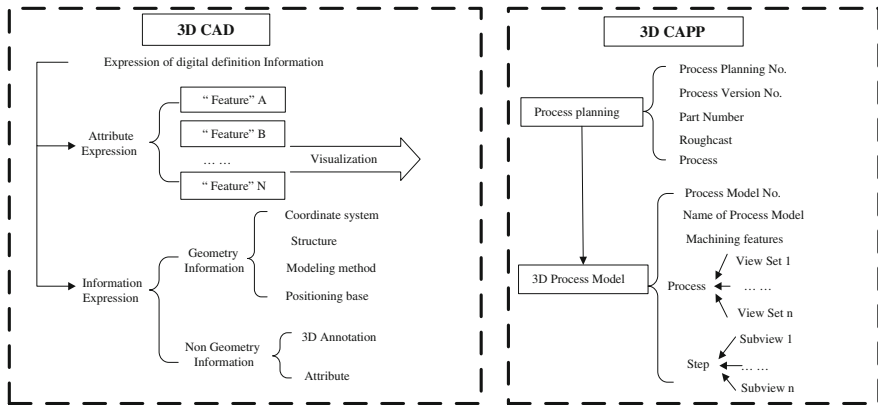 3D CAD
Expression of digital definition Information
Attribute
Expression
“ Feature” A
“ Feature” B
… …
“ Feature” N
Visualization
Information
Expression
Geometry
Information
Coordinate system
Structure
Modeling method
Positioning base
Non Geometry
Information
3D Annotation
Attribute
3D CAPP
Process planning
Process Planning No.
Process Version No.
Part Number
Roughcast
Process
3D Process Model
Process Model No.
Name of Process Model
Machining features
Process
View Set 1
… …
View Set n
Step
Subview 1
… …
Subview n